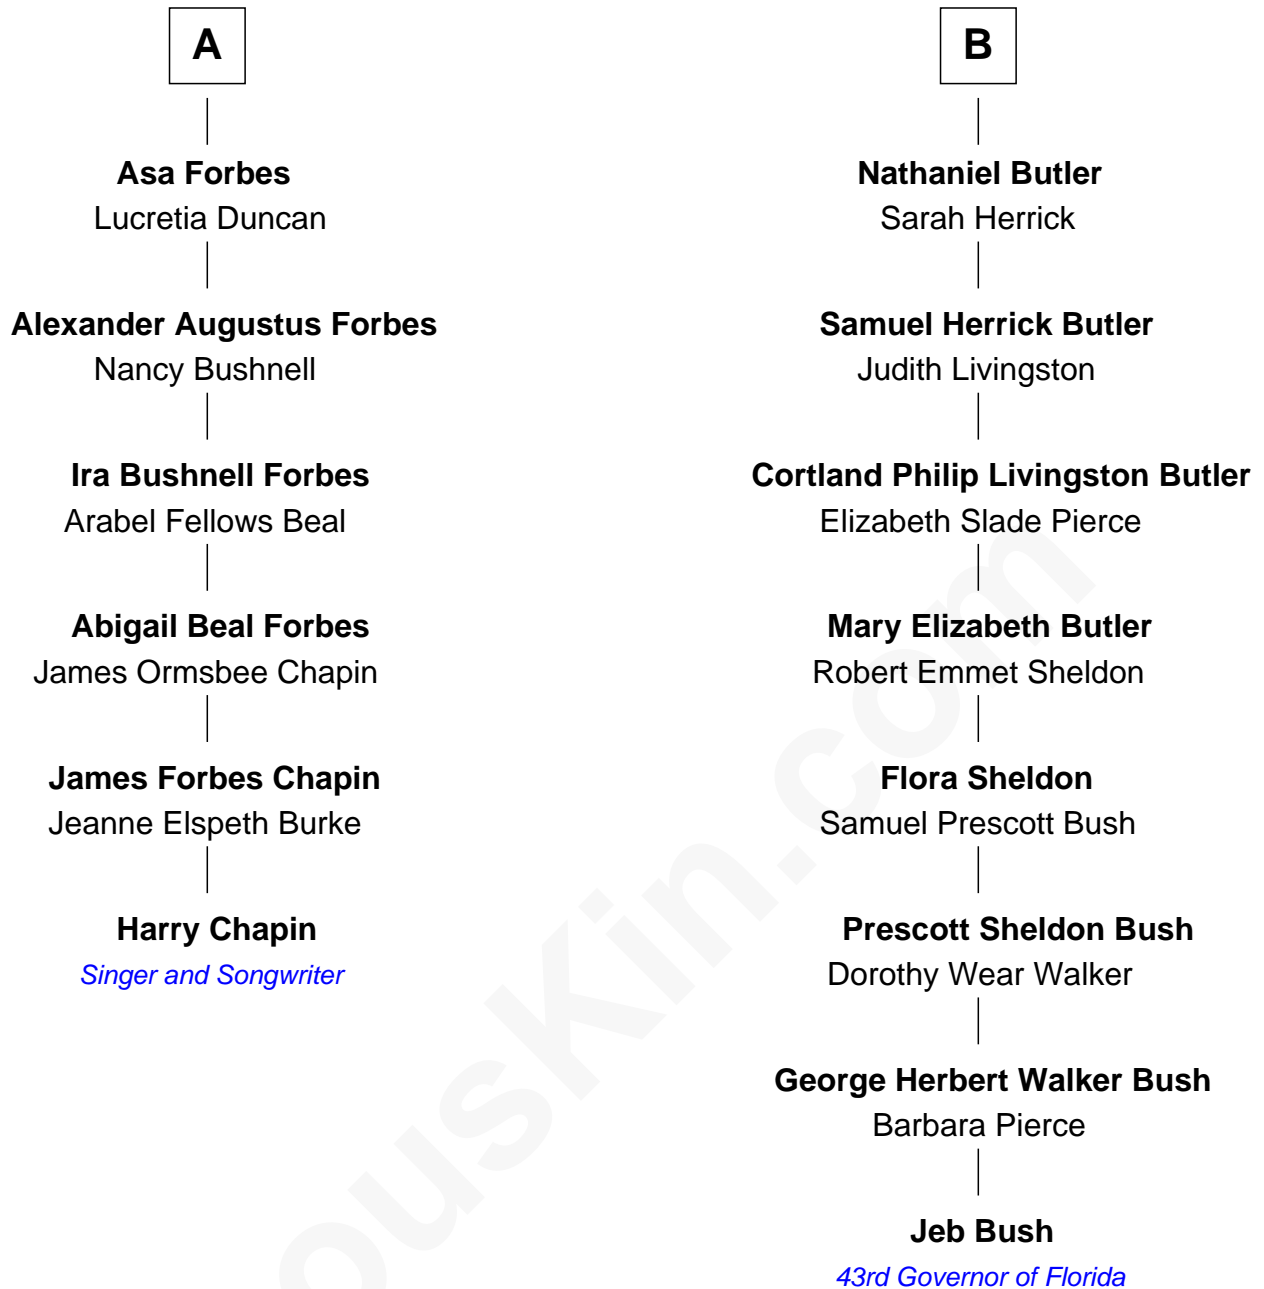 A
Asa Forbes
Lucretia Duncan
Alexander Augustus Forbes
Nancy Bushnell
Ira Bushnell Forbes
Arabel Fellows Beal
Abigail Beal Forbes
James Ormsbee Chapin
James Forbes Chapin
Jeanne Elspeth Burke
Harry Chapin
Singer and Songwriter
B
Nathaniel Butler
Sarah Herrick
Samuel Herrick Butler
Judith Livingston
Cortland Philip Livingston Butler
Elizabeth Slade Pierce
Mary Elizabeth Butler
Robert Emmet Sheldon
Flora Sheldon
Samuel Prescott Bush
Prescott Sheldon Bush
Dorothy Wear Walker
George Herbert Walker Bush
Barbara Pierce
Jeb Bush
43rd Governor of Florida
ousKin.com